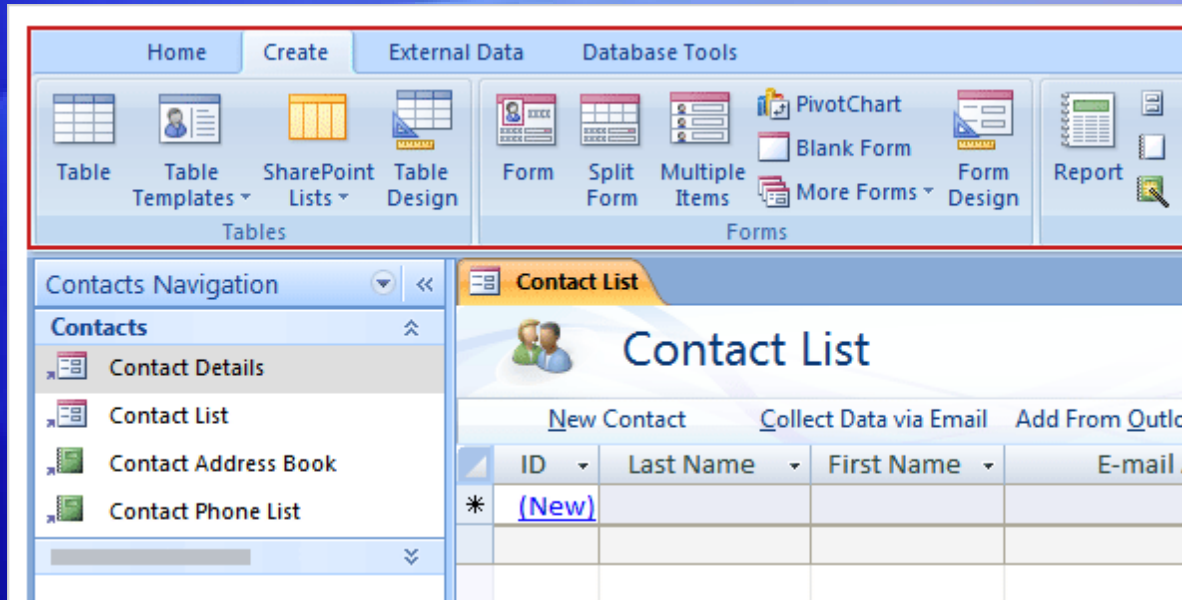 Home Create External Data Database Tools
Table
Table Templates
SharePoint Lists
Table Design
Tables
Form
Split Form
Multiple Items
PivotChart
Blank Form
More Forms
Form Design
Forms
Report
Contacts Navigation
Contacts
Contact Details
Contact List
Contact Address Book
Contact Phone List
Contact List
Contact List
New Contact Collect Data via Email Add From Outlo
ID Last Name First Name E-mail
(New)